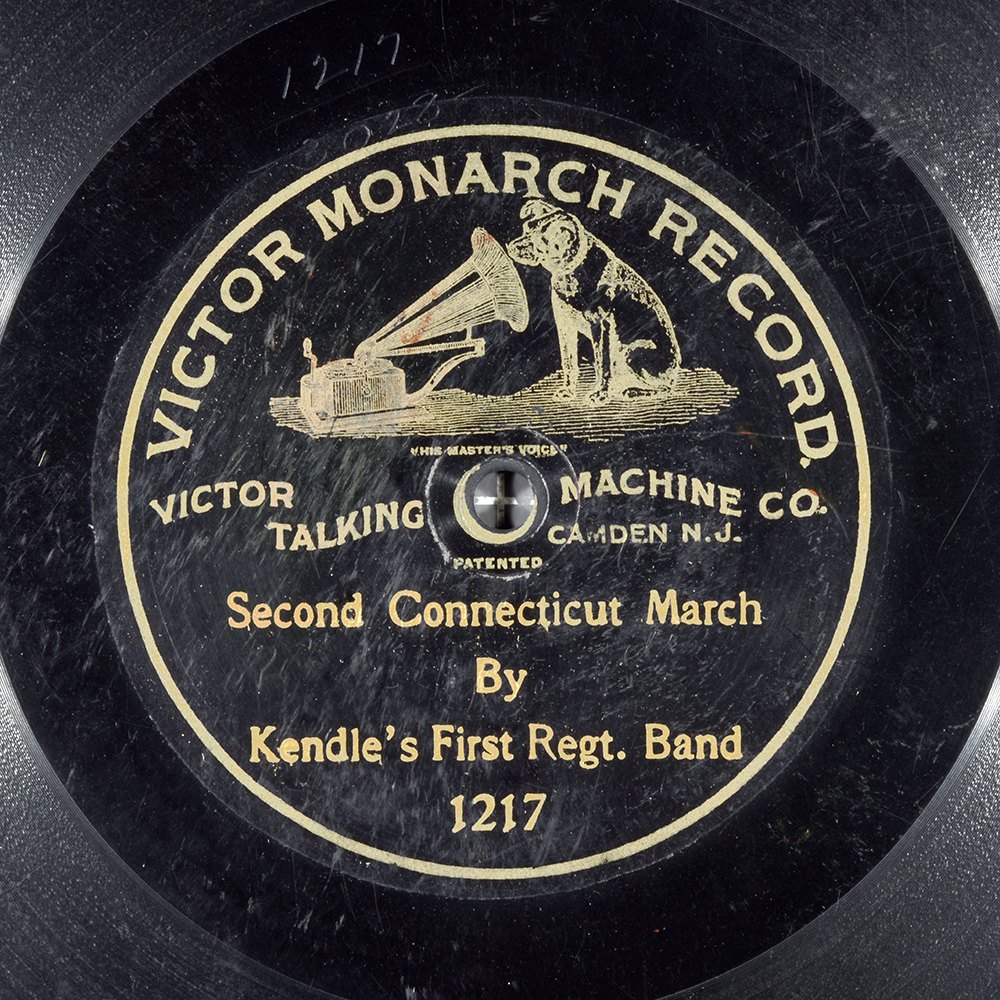 1217
VICTOR MONARCH RECORD.
"HIS MASTER'S VOICE"
VICTOR TALKING MACHINE CO.
CAMDEN N.J.
PATENTED
Second Connecticut March
By
Kendle's First Regt. Band
1217